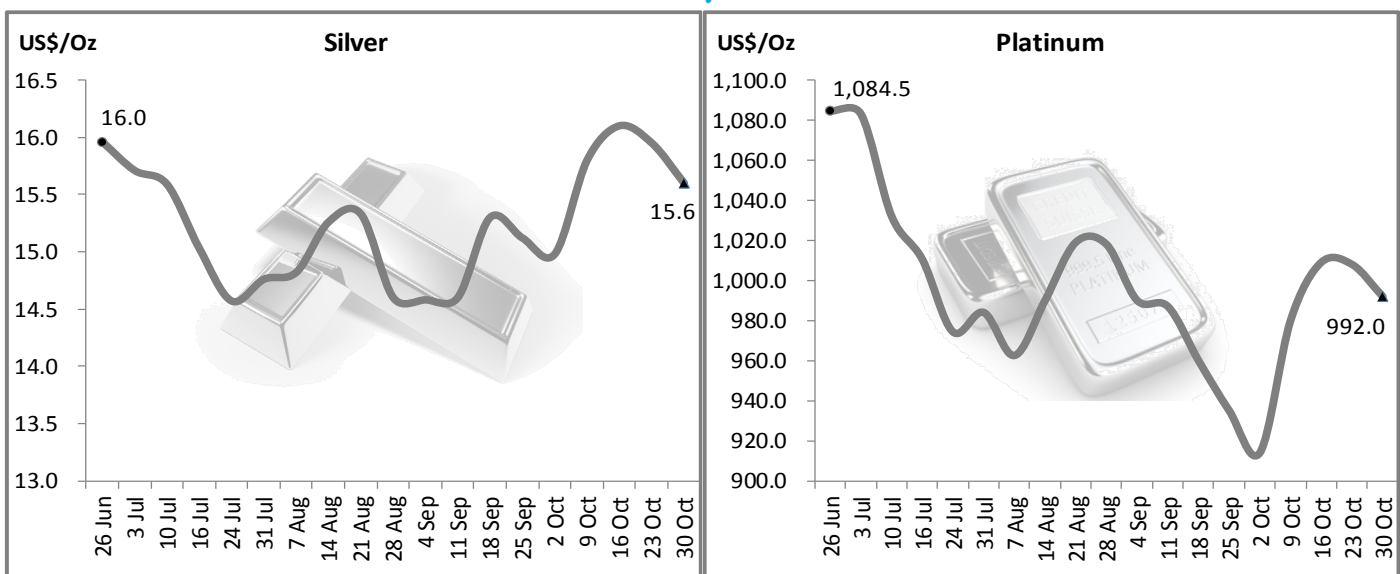 US$/Oz
Silver
16.5
16.0
15.5
15.0
14.5
14.0
13.5
13.0
16.0
15.6
26 Jun
3 Jul
10 Jul
16 Jul
24 Jul
31 Jul
7 Aug
14 Aug
21 Aug
28 Aug
4 Sep
11 Sep
18 Sep
25 Sep
2 Oct
9 Oct
16 Oct
23 Oct
30 Oct
US$/Oz
Platinum
1,100.0
1,080.0
1,060.0
1,040.0
1,020.0
1,000.0
980.0
960.0
940.0
920.0
900.0
1,084.5
992.0
PLATINUM
26 Jun
3 Jul
10 Jul
16 Jul
24 Jul
31 Jul
7 Aug
14 Aug
21 Aug
28 Aug
4 Sep
11 Sep
18 Sep
25 Sep
2 Oct
9 Oct
16 Oct
23 Oct
30 Oct